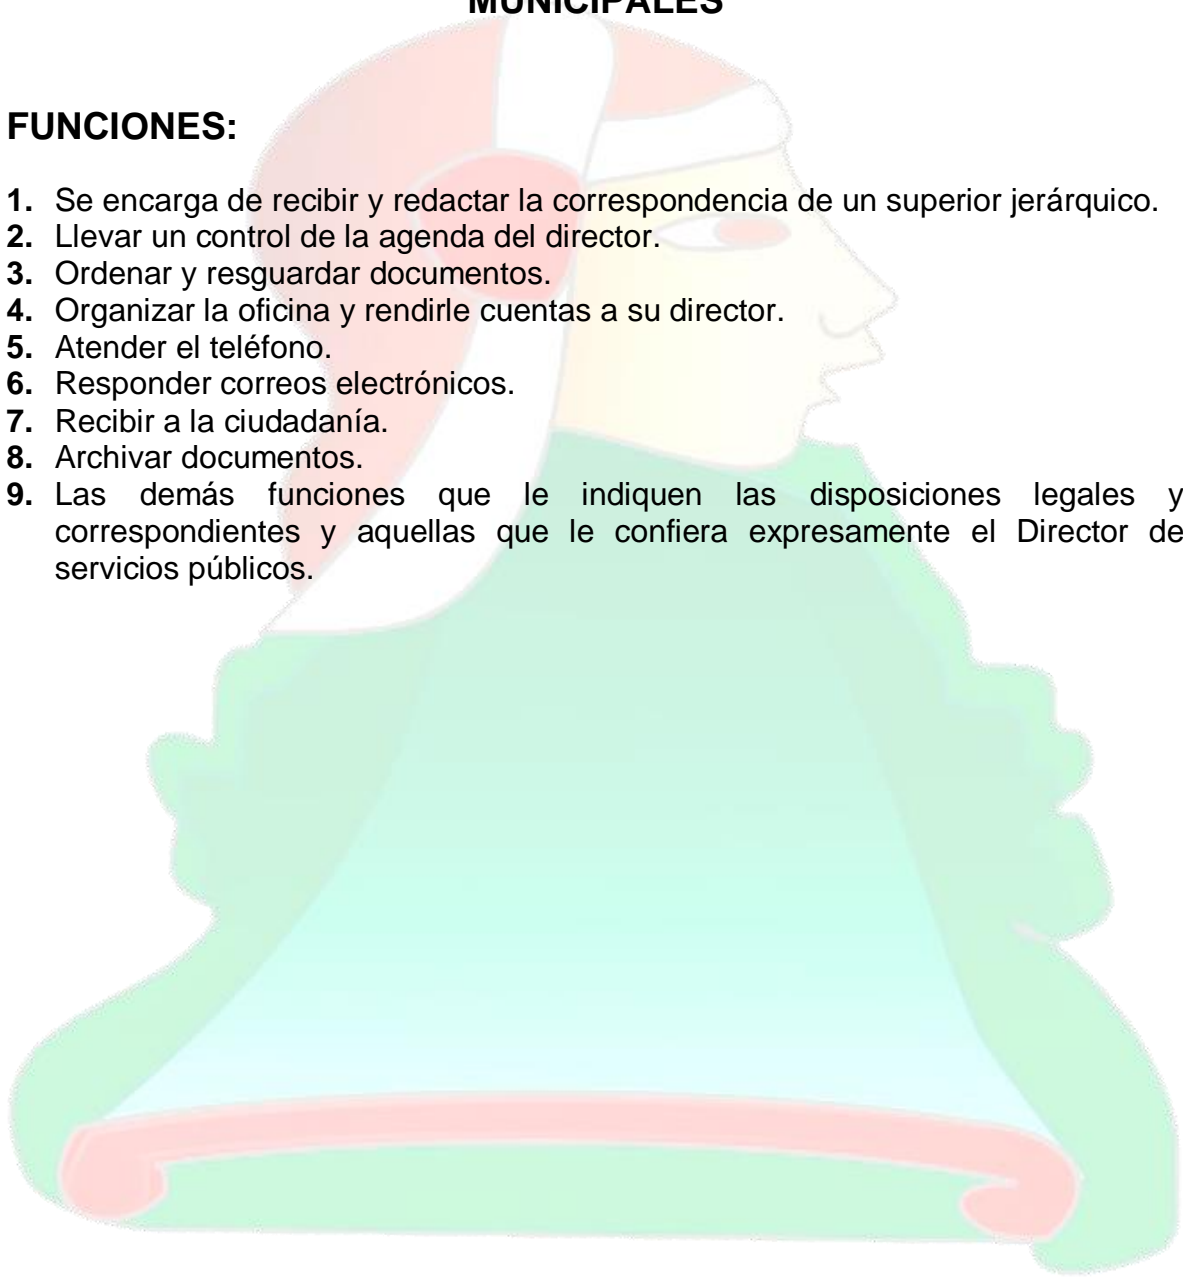 MUNICIPALES
FUNCIONES:
1. Se encarga de recibir y redactar la correspondencia de un superior jerárquico.
2. Llevar un control de la agenda del director.
3. Ordenar y resguardar documentos.
4. Organizar la oficina y rendirle cuentas a su director.
5. Atender el teléfono.
6. Responder correos electrónicos.
7. Recibir a la ciudadanía.
8. Archivar documentos.
9. Las demás funciones que le indiquen las disposiciones legales y
correspondientes y aquellas que le confiera expresamente el Director de
servicios públicos.